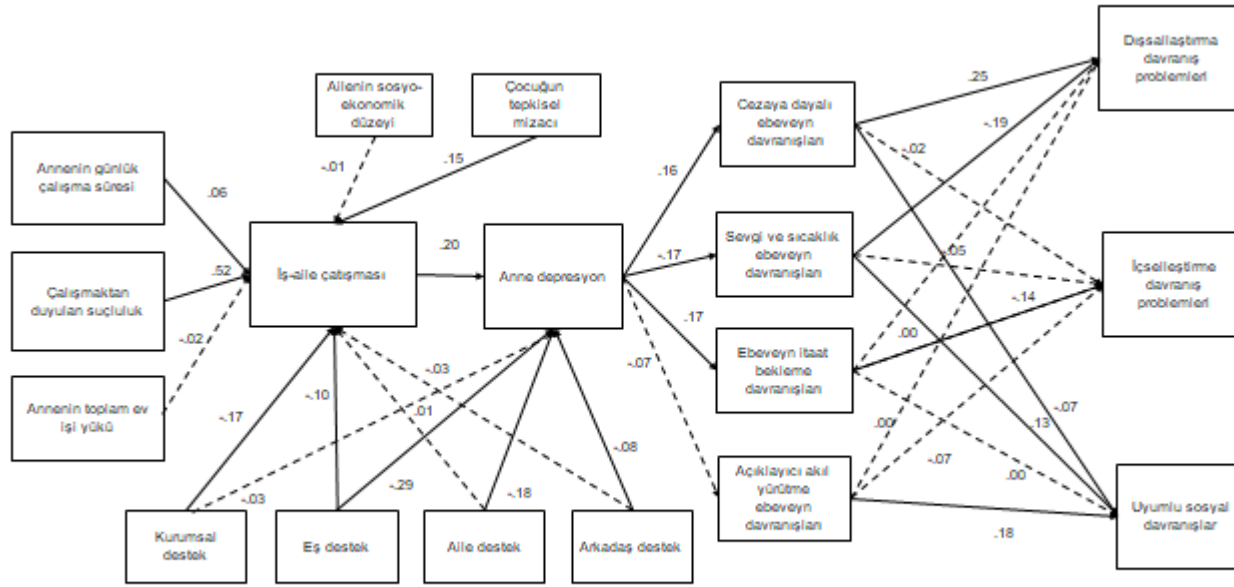 Dışsallaştırma
davranış
problemleri
Ailenin sosyo-
ekonomik
düzeyi
Çocuğun
tepkisel
mizacı
Cezaya dayalı
ebeveyn
davranışları
.25
-.19
-.02
-.01
.15
.16
Annenin günlük
çalışma süresi
.06
İş-aile çatışması
.20
Anne depresyon
-.17
Sevgi ve sıcaklık
ebeveyn
davranışları
-.05
İçselleştirme
davranış
problemleri
.52
Çalışmaktan
duyulan suçluluk
-.02
.17
-.14
.00
Ebeveyn itaat
bekleme
davranışları
-.07
-.03
Annenin toplam ev
işi yükü
-.17
-.10
.01
-.08
.00
-.07
-.13
-.07
Açıklayıcı akıl
yürütme
ebeveyn
davranışları
.00
-.03
-.29
-.18
.18
Uyumlu sosyal
davranışlar
Kurumsal
destek
Eş destek
Aile destek
Arkadaş destek